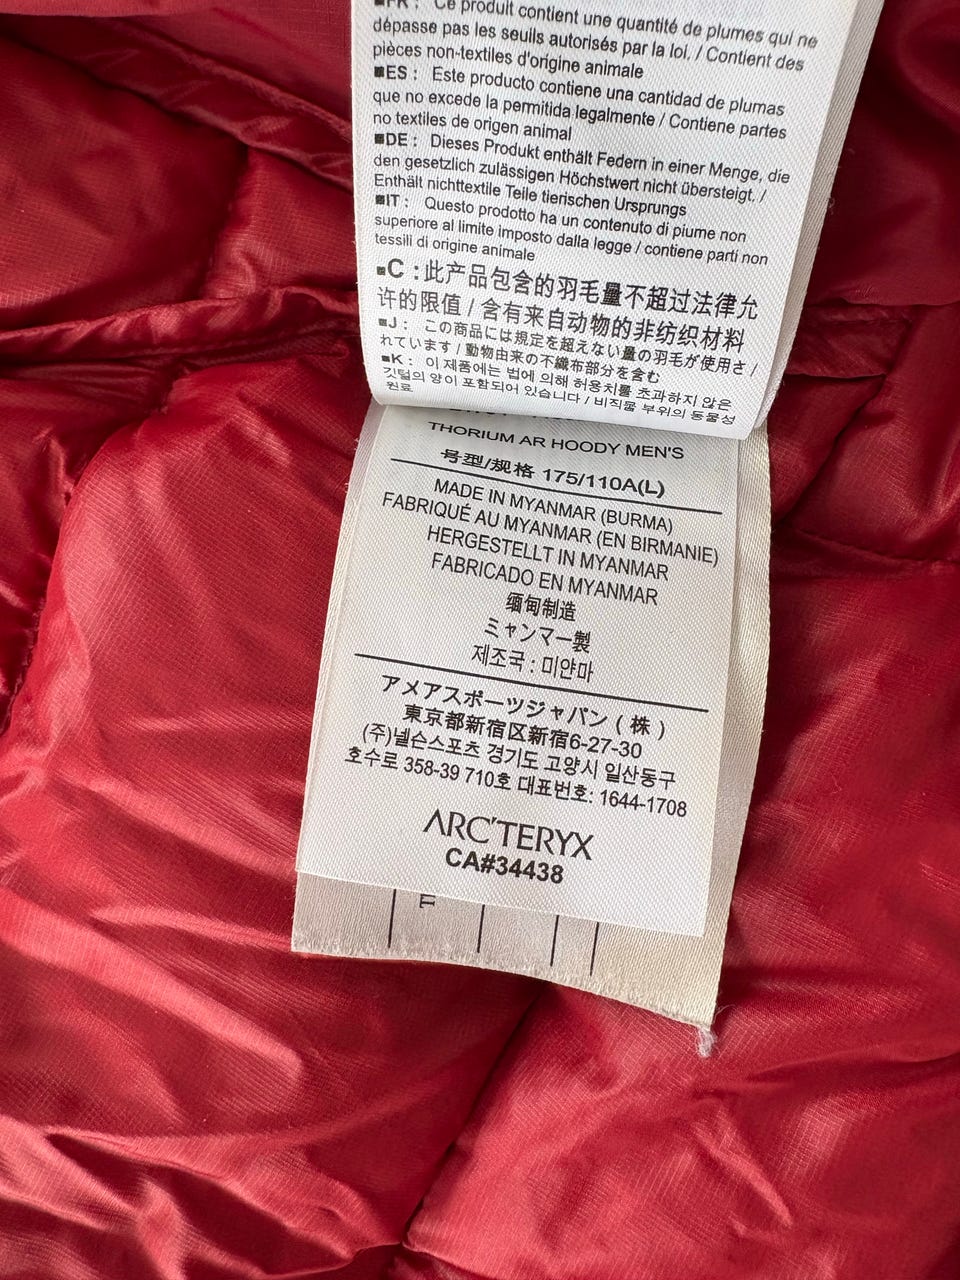 ■FR : Ce produit contient une quantité de plumes qui ne
dépasse pas les seuils autorisés par la loi. / Contient des
pièces non-textiles d'origine animale
■ES : Este producto contiene una cantidad de plumas
que no excede la permitida legalmente / Contiene partes
no textiles de origen animal
■DE : Dieses Produkt enthält Federn in einer Menge, die
den gesetzlich zulässigen Höchstwert nicht übersteigt. /
Enthält nichttextile Teile tierischen Ursprungs
■IT : Questo prodotto ha un contenuto di piume non
superiore al limite imposto dalla legge / contiene parti non
tessili di origine animale
■C : 此产品包含的羽毛量不超过法律允
许的限值 / 含有来自动物的非纺织材料
■J : この商品には規定を超えない量の羽毛が使用さ
れています / 動物由来の不織布部分を含む /
■K : 이 제품에는 법에 의해 허용치를 초과하지 않은
깃털의 양이 포함되어 있습니다 / 비직물 부위의 동물성
원료
THORIUM AR HOODY MEN'S
号型/规格 175/110A(L)
MADE IN MYANMAR (BURMA)
FABRIQUÉ AU MYANMAR (EN BIRMANIE)
HERGESTELLT IN MYANMAR
FABRICADO EN MYANMAR
缅甸制造
ミャンマー製
제조국 : 미얀마
アメアスポーツジャパン ( 株 )
東京都新宿区新宿6-27-30
(주)넬슨스포츠 경기도 고양시 일산동구
호수로 358-39 710호 대표번호: 1644-1708
ARC'TERYX
CA#34438